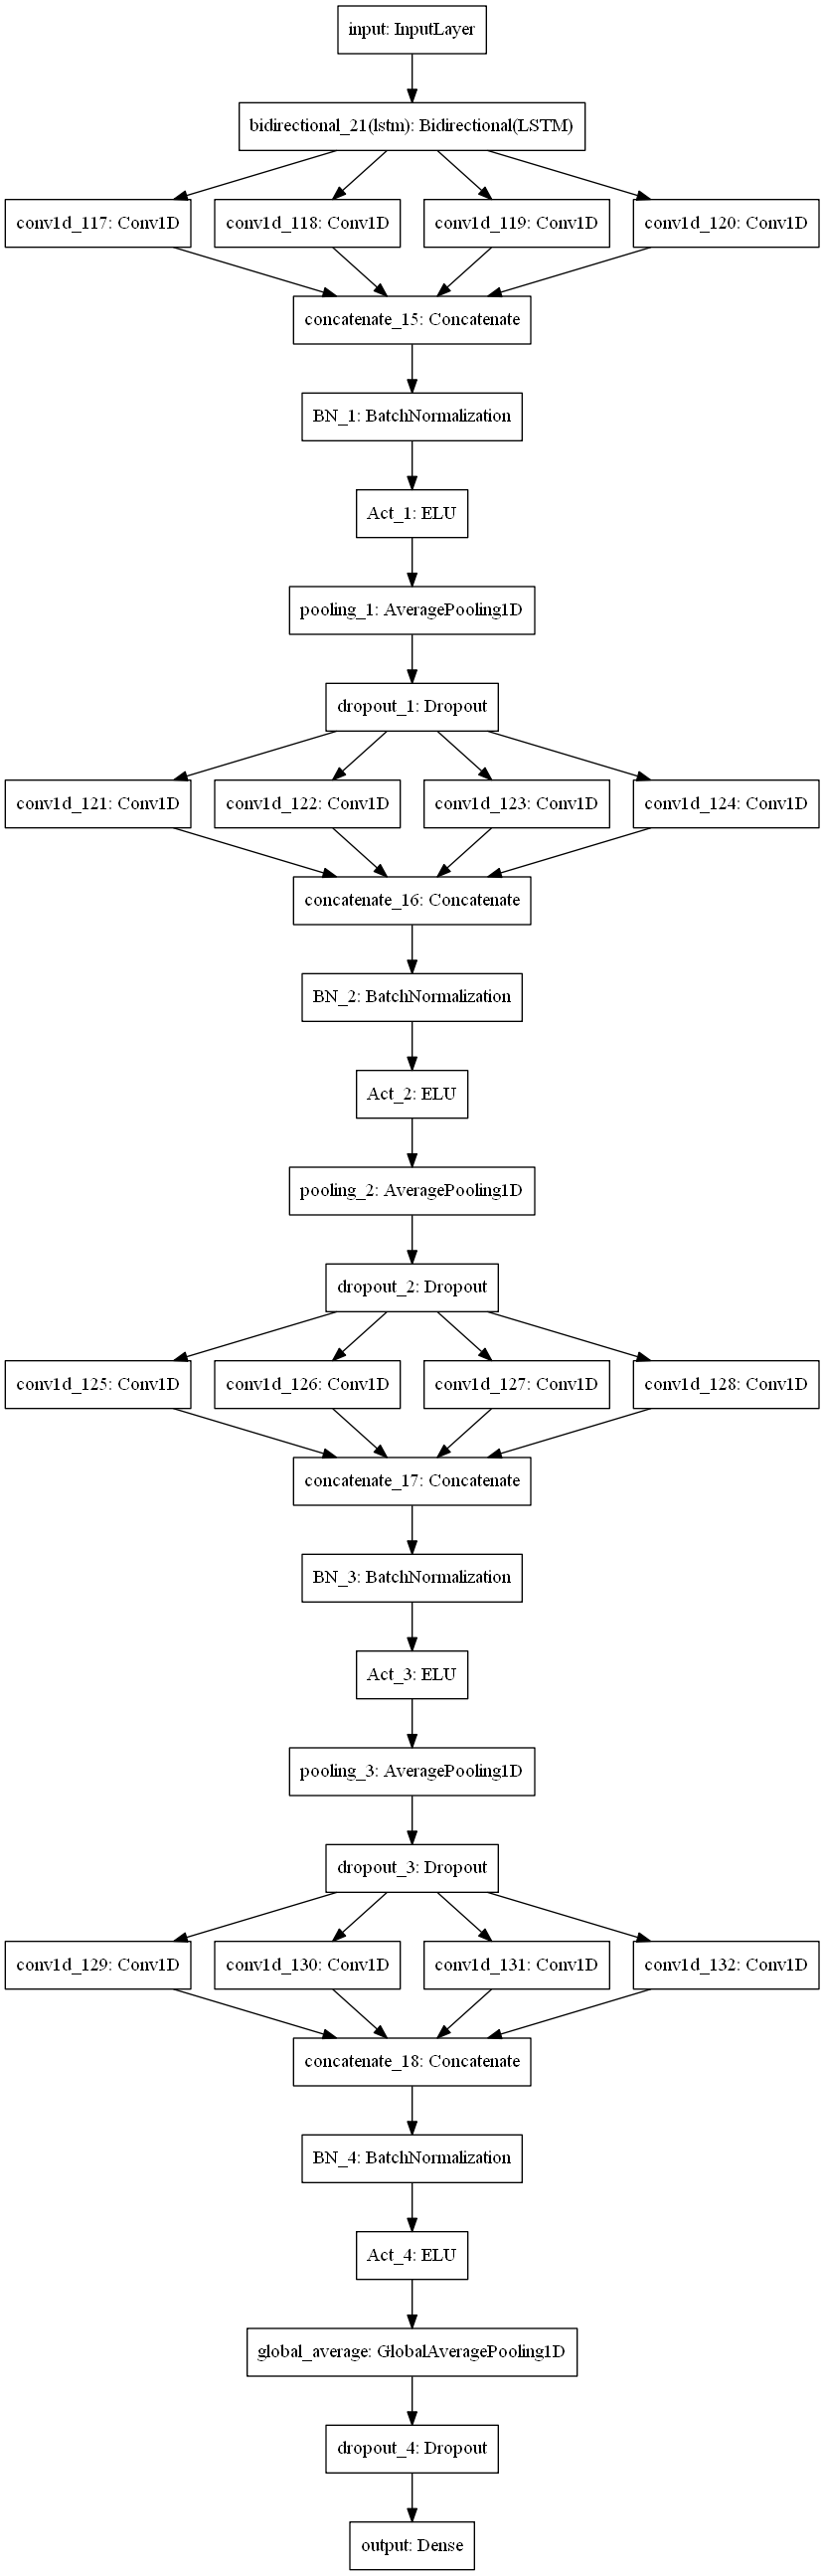 input: InputLayer
bidirectional_21(lstm): Bidirectional(LSTM)
conv1d_117: Conv1D
conv1d_118: Conv1D
conv1d_119: Conv1D
conv1d_120: Conv1D
concatenate_15: Concatenate
BN_1: BatchNormalization
Act_1: ELU
pooling_1: AveragePooling1D
dropout_1: Dropout
conv1d_121: Conv1D
conv1d_122: Conv1D
conv1d_123: Conv1D
conv1d_124: Conv1D
concatenate_16: Concatenate
BN_2: BatchNormalization
Act_2: ELU
pooling_2: AveragePooling1D
dropout_2: Dropout
conv1d_125: Conv1D
conv1d_126: Conv1D
conv1d_127: Conv1D
conv1d_128: Conv1D
concatenate_17: Concatenate
BN_3: BatchNormalization
Act_3: ELU
pooling_3: AveragePooling1D
dropout_3: Dropout
conv1d_129: Conv1D
conv1d_130: Conv1D
conv1d_131: Conv1D
conv1d_132: Conv1D
concatenate_18: Concatenate
BN_4: BatchNormalization
Act_4: ELU
global_average: GlobalAveragePooling1D
dropout_4: Dropout
output: Dense